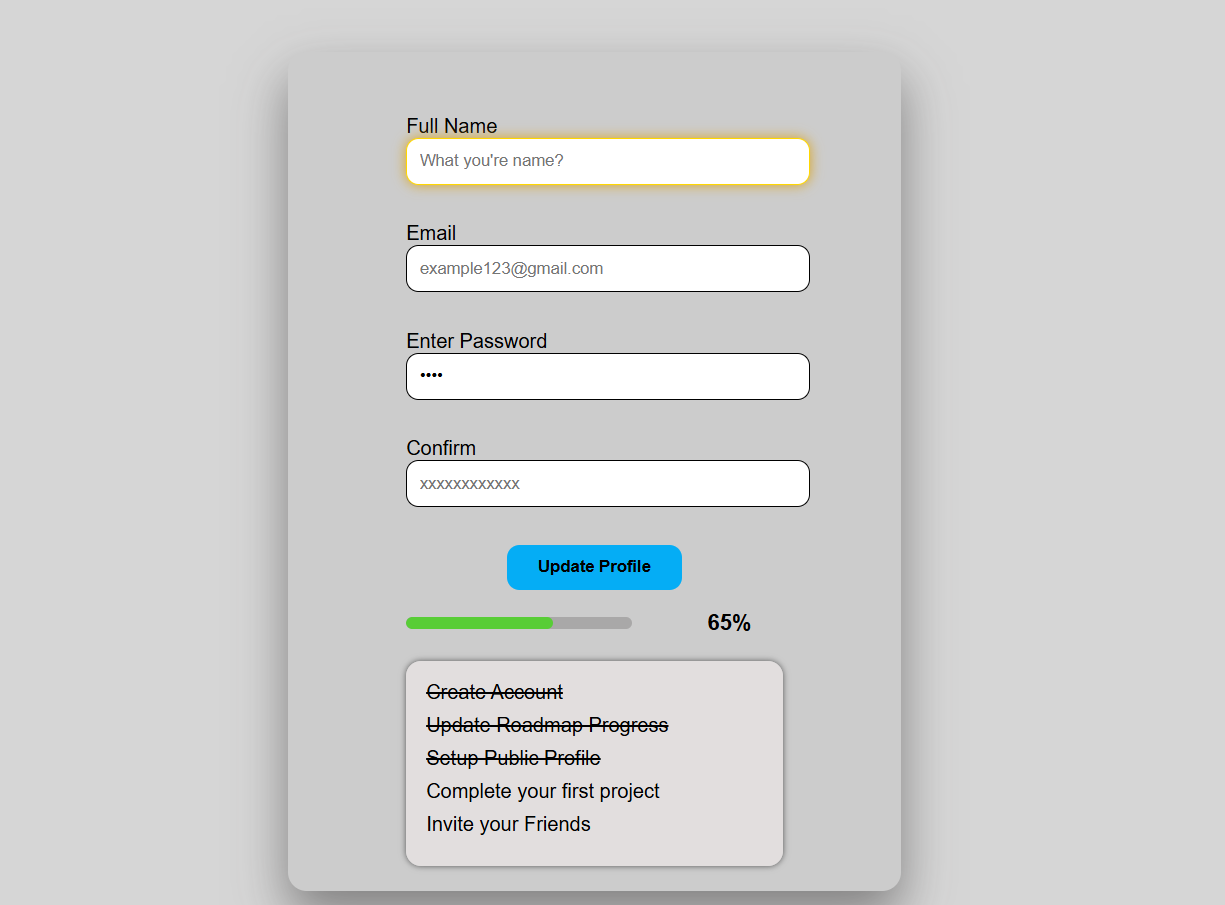 Full Name
What you're name?
Email
example123@gmail.com
Enter Password
••••
Confirm
xxxxxxxxxxxx
Update Profile
65%
Create Account
Update Roadmap Progress
Setup Public Profile
Complete your first project
Invite your Friends